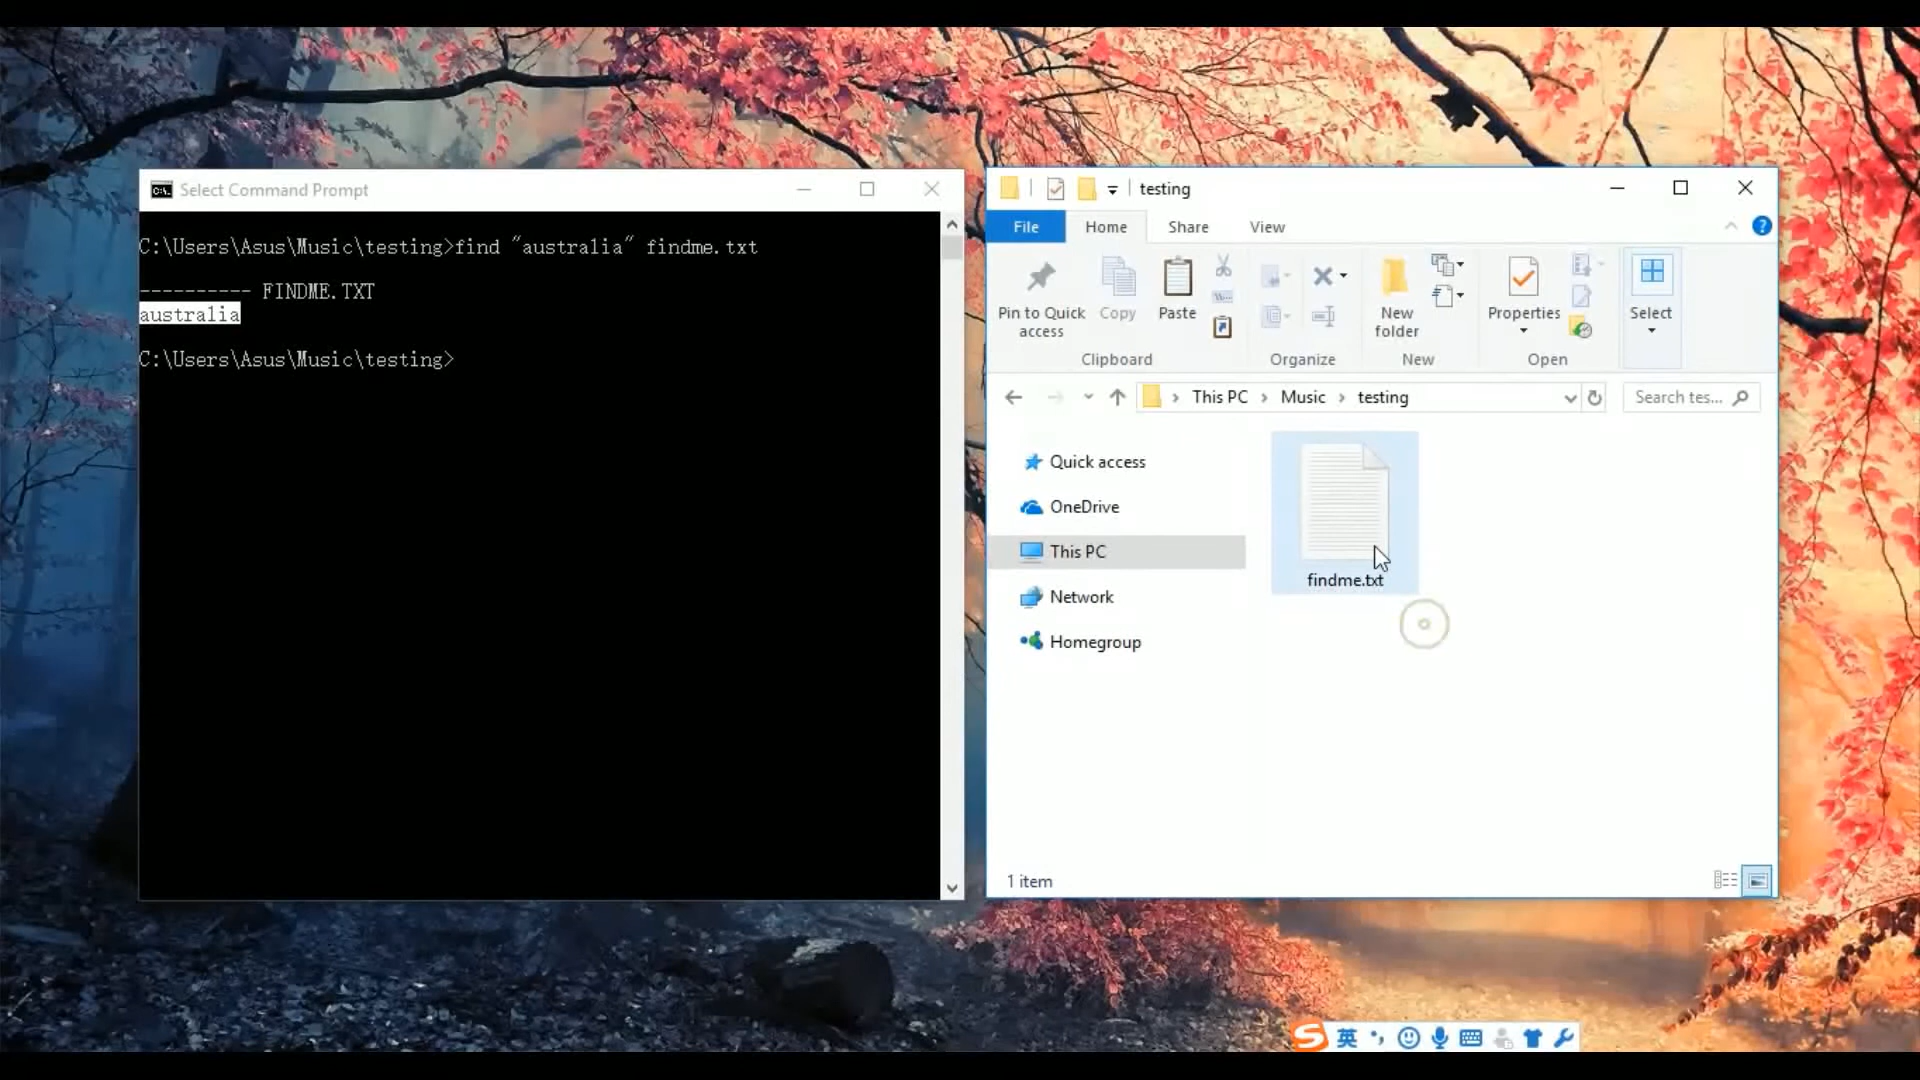 Select Command Prompt
C:\Users\Asus\Music\testing>find "australia" findme.txt
---------- FINDME.TXT
australia
C:\Users\Asus\Music\testing>
testing
File Home Share View
Pin to Quick access
Copy
Paste
New folder
Properties
Select
Clipboard Organize New Open
This PC > Music > testing
Search tes...
Quick access
OneDrive
This PC
Network
Homegroup
findme.txt
1 item
S 英